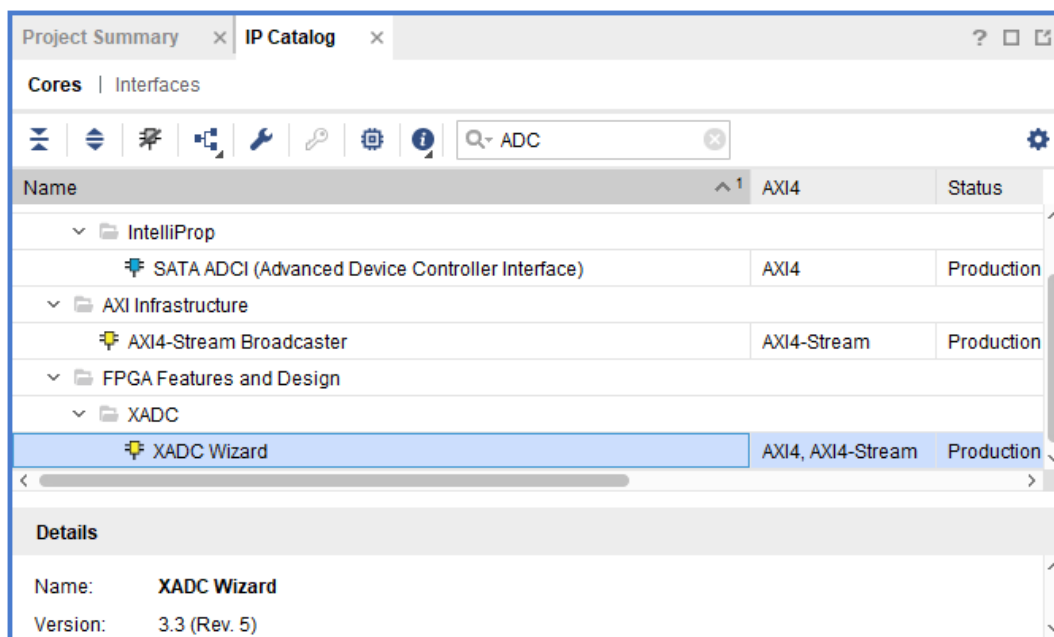 Project Summary × IP Catalog × ?
Cores | Interfaces
ADC
Name 1 AXI4 Status
IntelliProp
SATA ADCI (Advanced Device Controller Interface) AXI4 Production
AXI Infrastructure
AXI4-Stream Broadcaster AXI4-Stream Production
FPGA Features and Design
XADC
XADC Wizard AXI4, AXI4-Stream Production
Details
Name: XADC Wizard
Version: 3.3 (Rev. 5)